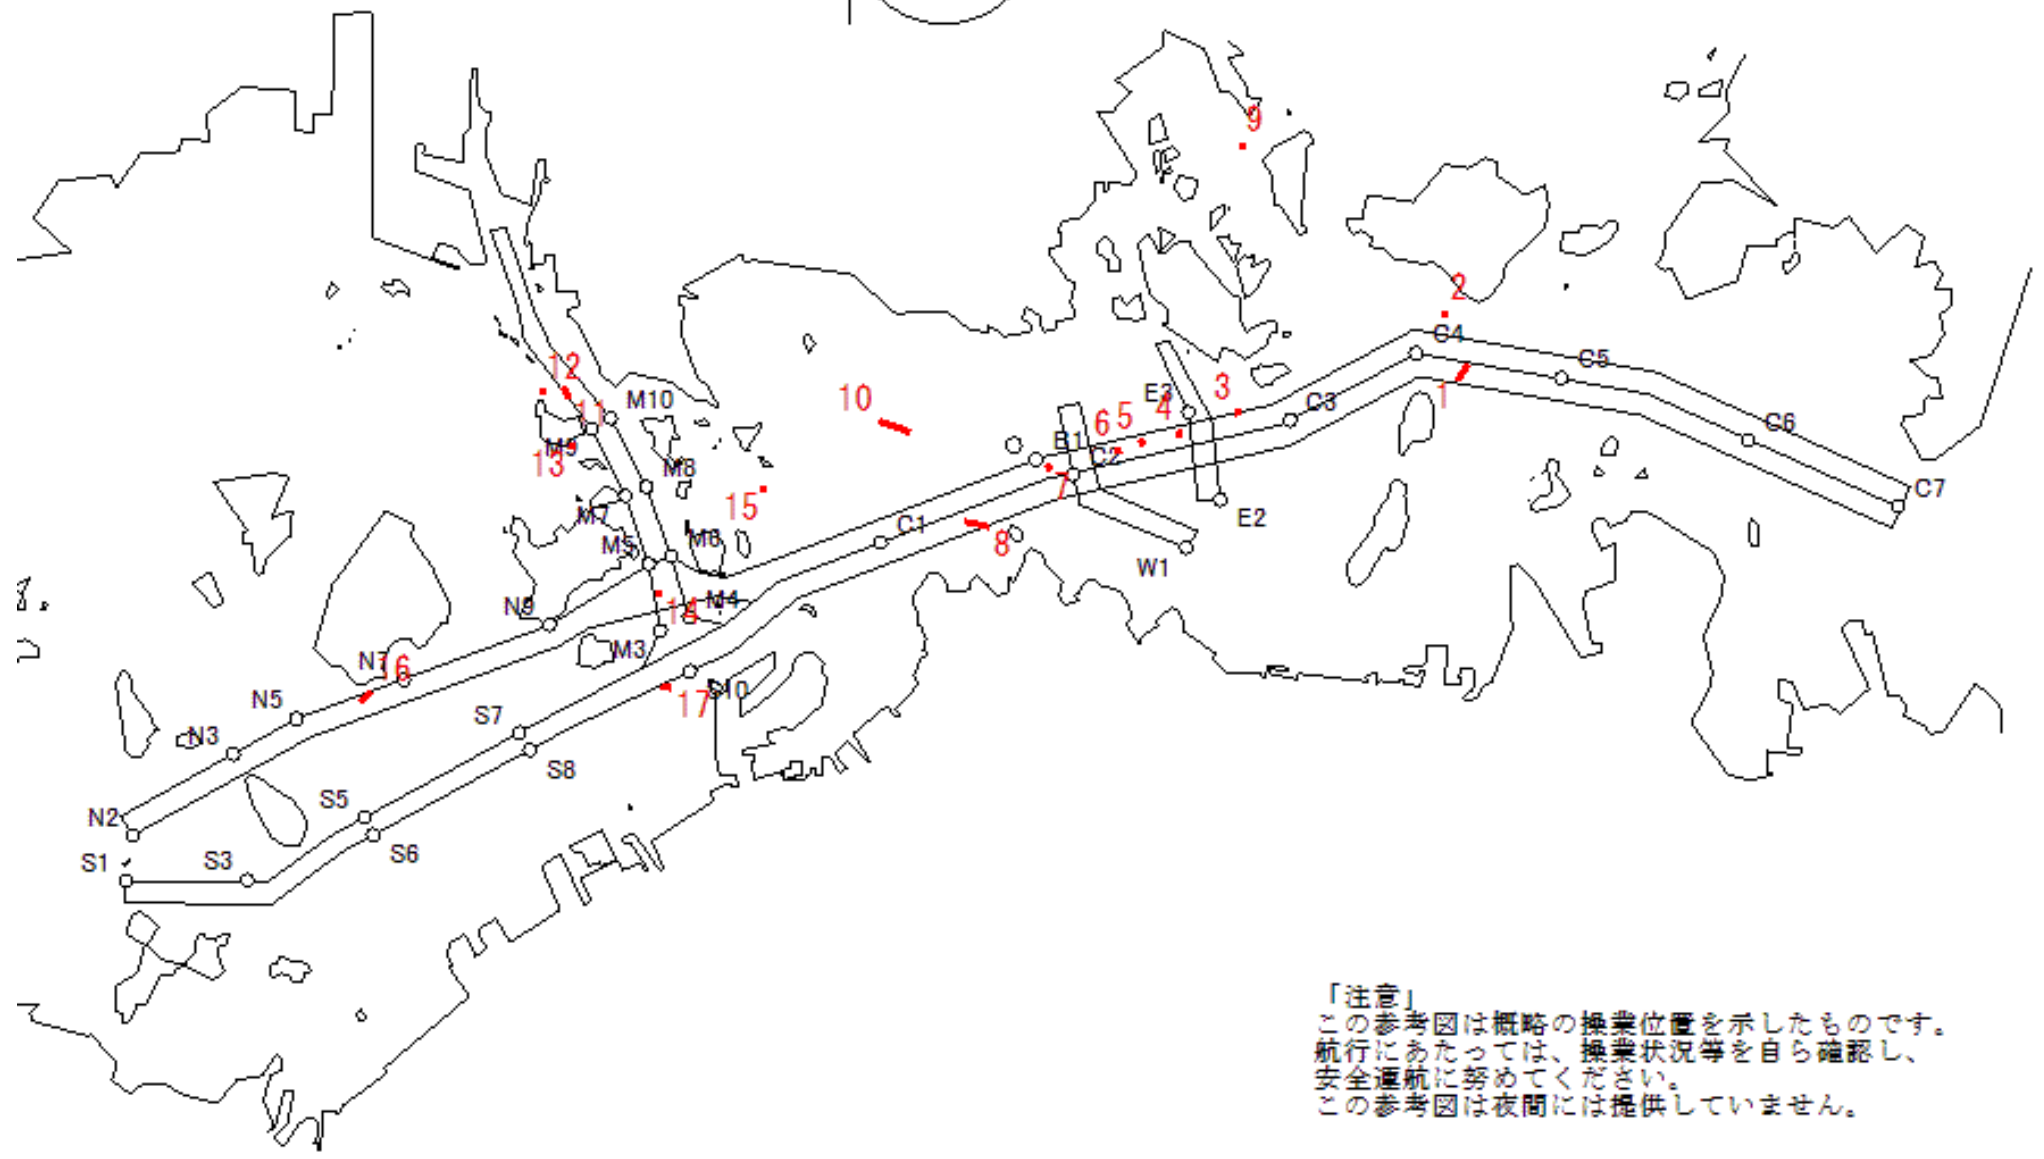 9
2
C4
C5
1
12
M10
11
10
E3
3
C3
C6
M9
13
M8
6
5
4
B1
C2
7
C7
15
M7
E2
M5
M6
C1
8
W1
N9
14
M4
M3
N7
16
N5
S10
17
N3
S7
S8
N2
S5
S1
S3
S6
「注意」
この参考図は概略の操業位置を示したものです。
航行にあたっては、操業状況等を自ら確認し、
安全運航に努めてください。
この参考図は夜間には提供していません。